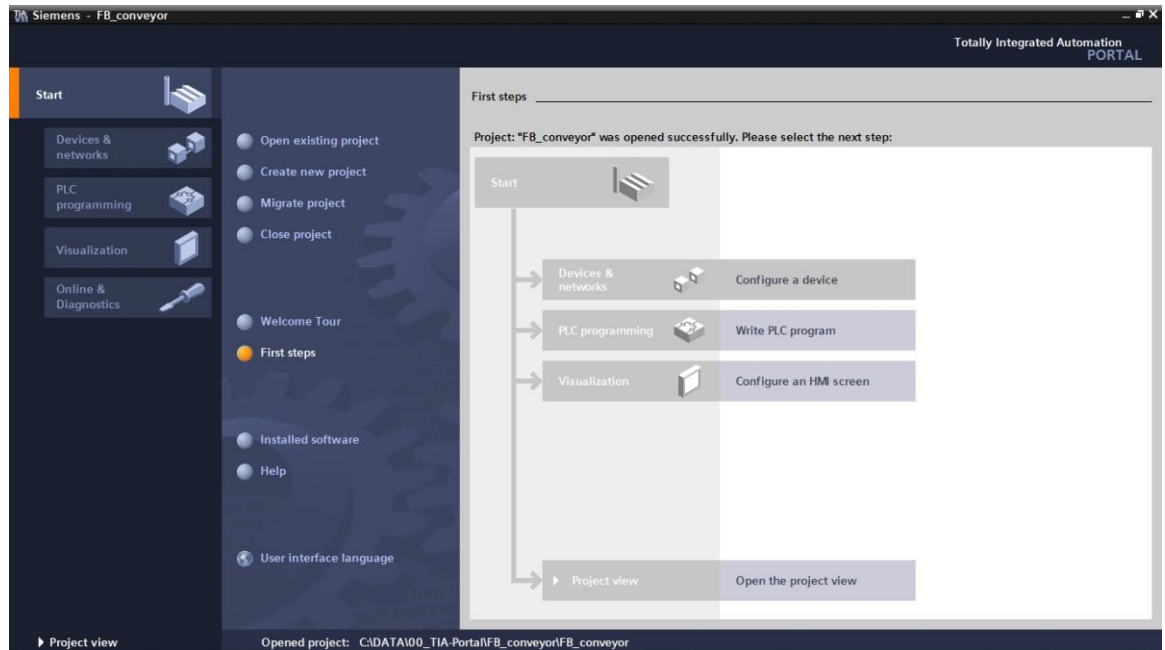 Siemens - FB_conveyor
Totally Integrated Automation
PORTAL
Start
Devices &
networks
PLC
programming
Visualization
Online &
Diagnostics
Open existing project
Create new project
Migrate project
Close project
Welcome Tour
First steps
Installed software
Help
User interface language
First steps
Project: "FB_conveyor" was opened successfully. Please select the next step:
Start
Devices &
networks
Configure a device
PLC programming
Write PLC program
Visualization
Configure an HMI screen
Project view
Open the project view
Project view
Opened project: C:\DATA\00_TIA-Portal\FB_conveyor\FB_conveyor